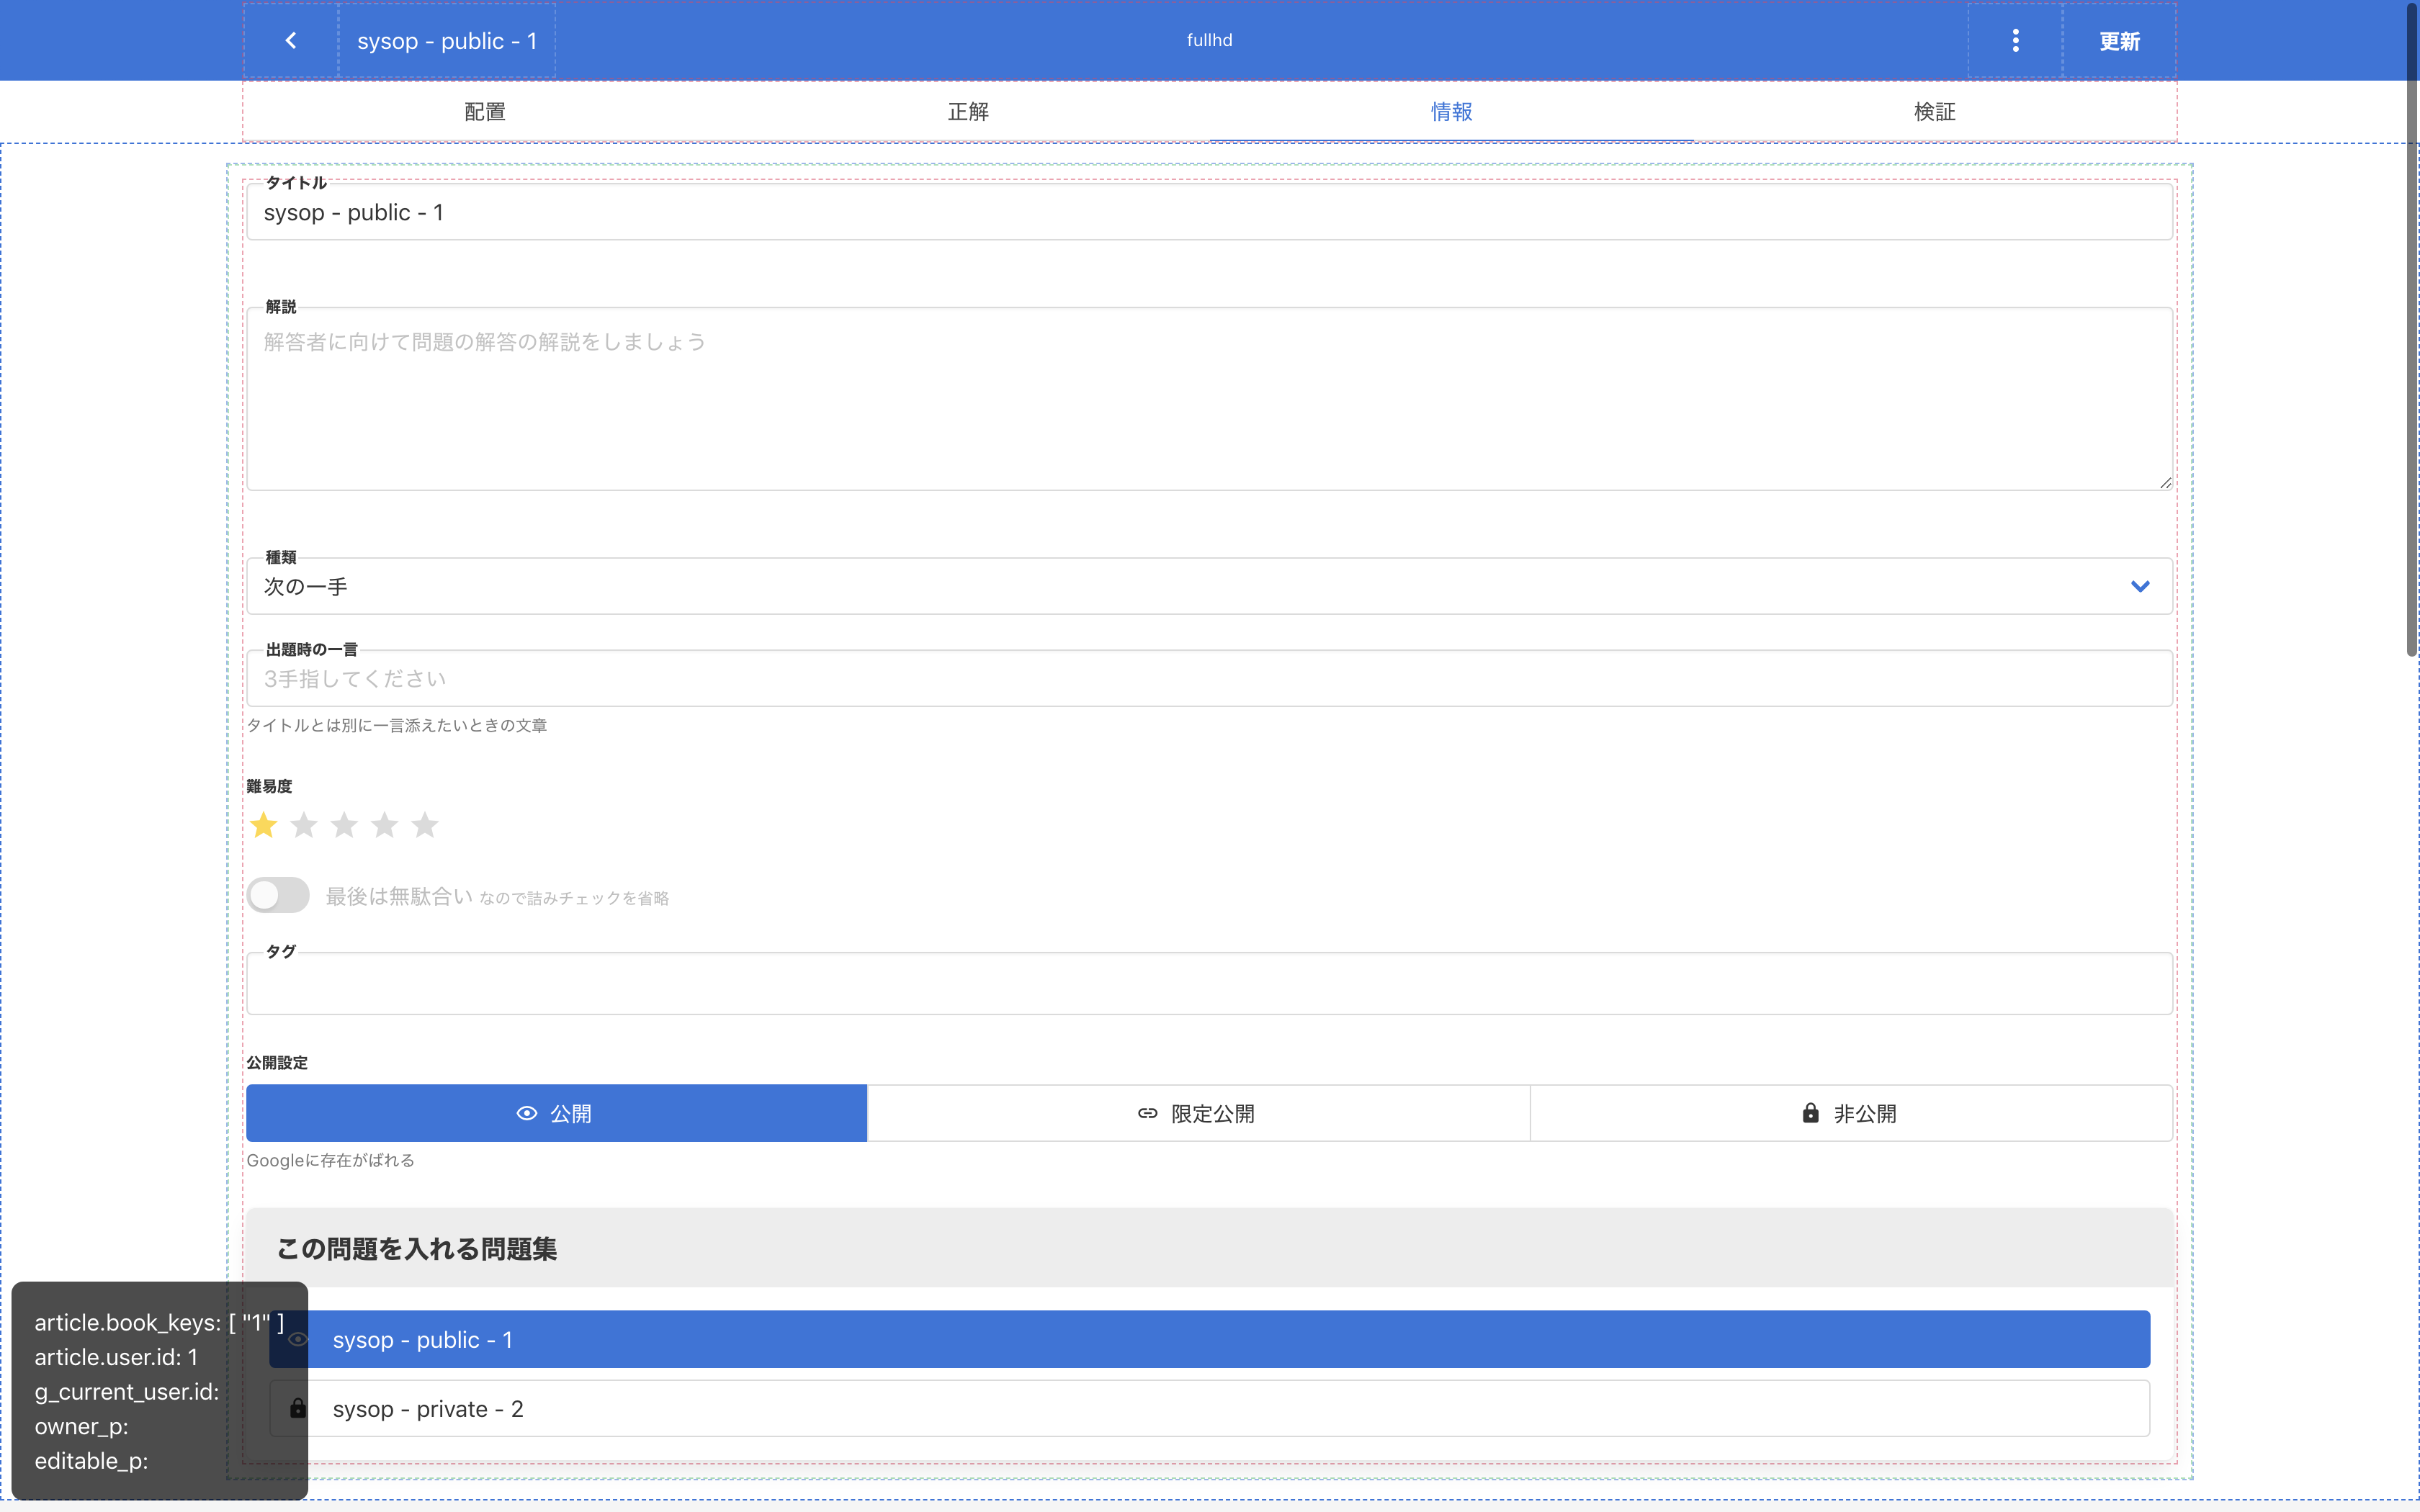 sysop - public - 1
fullhd
更新
配置
正解
情報
検証
タイトル
sysop - public - 1
解説
解答者に向けて問題の解答の解説をしましょう
種類
次の一手
出題時の一言
3手指してください
タイトルとは別に一言添えたいときの文章
難易度
最後は無駄合い なので詰みチェックを省略
タグ
公開設定
公開
限定公開
非公開
Googleに存在がばれる
この問題を入れる問題集
sysop - public - 1
sysop - private - 2
article.book_keys: [ "1" ]
article.user.id: 1
g_current_user.id:
owner_p:
editable_p: